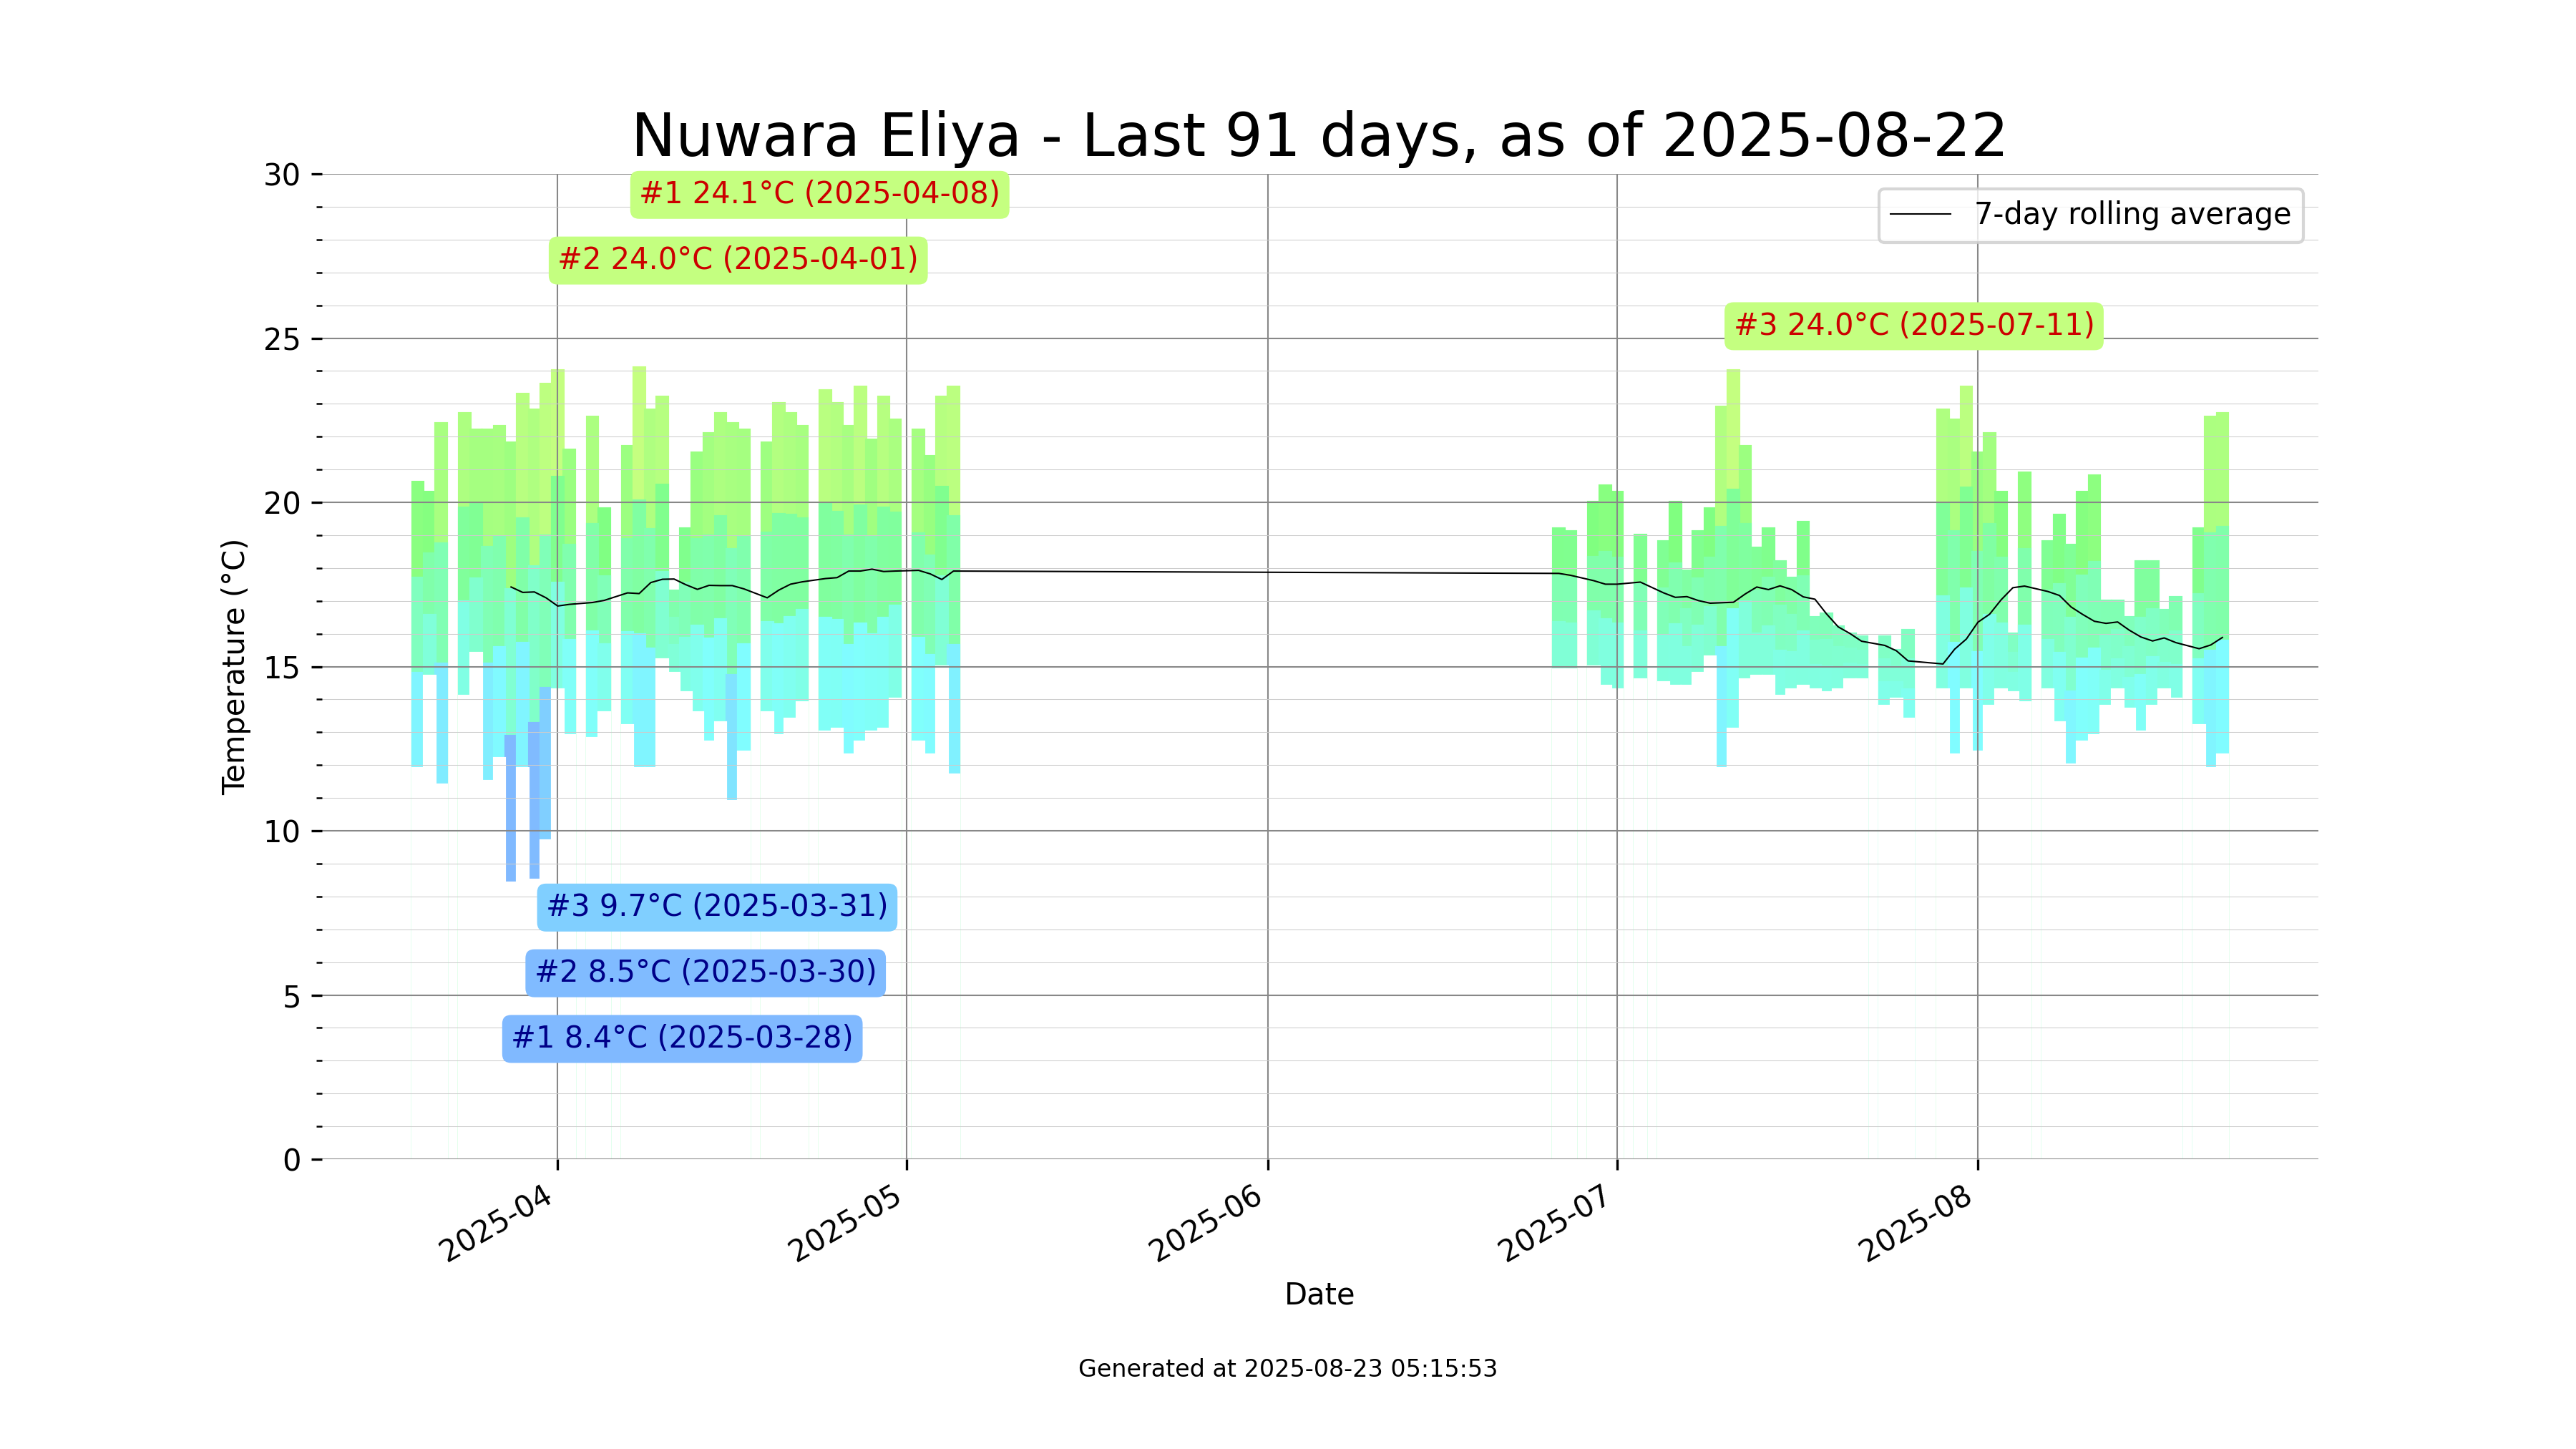 Nuwara Eliya - Last 91 days, as of 2025-08-22
30
25
20
15
10
5
0
Temperature (°C)
#1 24.1°C (2025-04-08)
#2 24.0°C (2025-04-01)
#3 24.0°C (2025-07-11)
7-day rolling average
#3 9.7°C (2025-03-31)
#2 8.5°C (2025-03-30)
#1 8.4°C (2025-03-28)
2025-04
2025-05
2025-06
2025-07
2025-08
Date
Generated at 2025-08-23 05:15:53